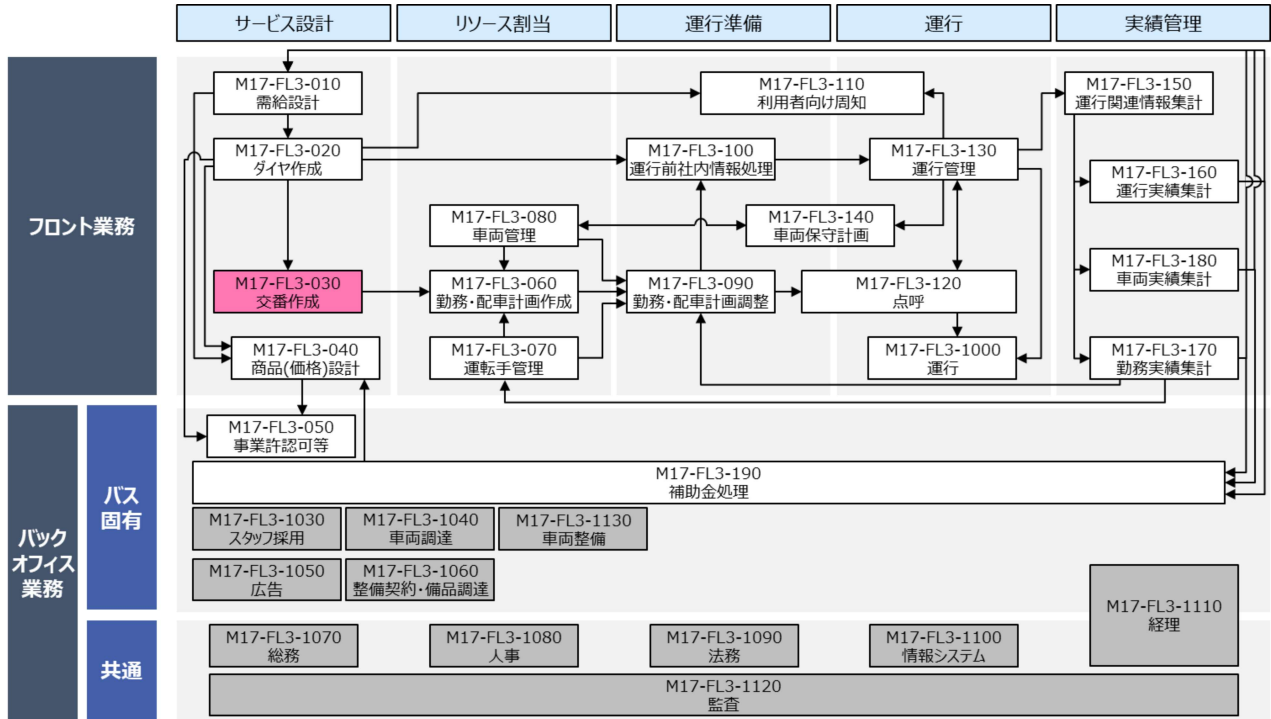 サービス設計
リソース割当
運行準備
運行
実績管理
フロント業務
M17-FL3-010
需給設計
M17-FL3-110
利用者向け周知
M17-FL3-150
運行関連情報集計
M17-FL3-020
ダイヤ作成
M17-FL3-100
運行前社内情報処理
M17-FL3-130
運行管理
M17-FL3-160
運行実績集計
M17-FL3-080
車両管理
M17-FL3-140
車両保守計画
M17-FL3-030
交番作成
M17-FL3-060
勤務・配車計画作成
M17-FL3-090
勤務・配車計画調整
M17-FL3-120
点呼
M17-FL3-180
車両実績集計
M17-FL3-040
商品(価格)設計
M17-FL3-070
運転手管理
M17-FL3-1000
運行
M17-FL3-170
勤務実績集計
バック
オフィス
業務
バス
固有
M17-FL3-050
事業許認可等
M17-FL3-190
補助金処理
M17-FL3-1030
スタッフ採用
M17-FL3-1040
車両調達
M17-FL3-1130
車両整備
M17-FL3-1050
広告
M17-FL3-1060
整備契約・備品調達
M17-FL3-1110
経理
共通
M17-FL3-1070
総務
M17-FL3-1080
人事
M17-FL3-1090
法務
M17-FL3-1100
情報システム
M17-FL3-1120
監査